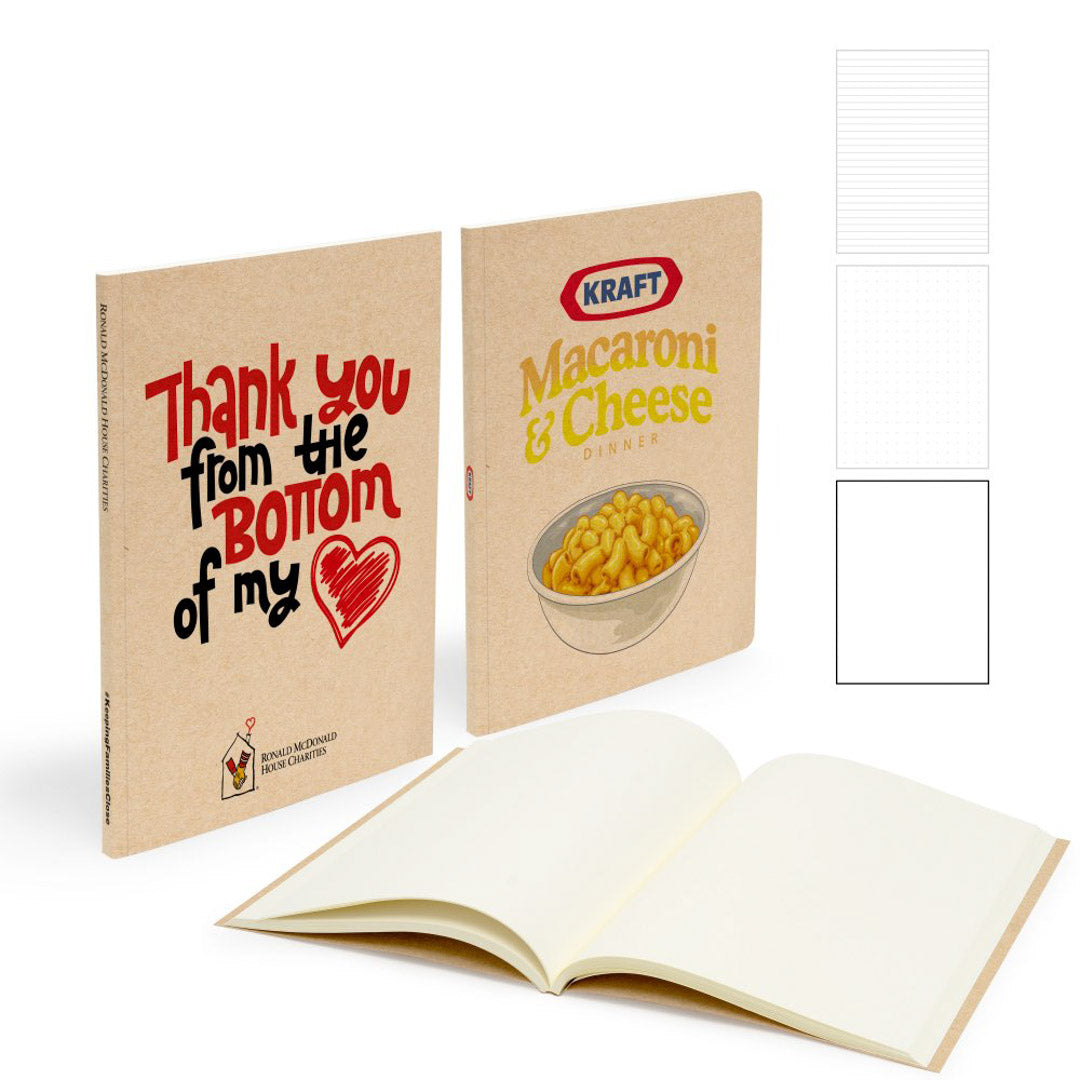 RONALD MCDONALD HOUSE CHARITIES
#KeepingFamiliesClose
Thank you
from the
BOTTOM
of my
RONALD MCDONALD
HOUSE CHARITIES
KRAFT
KRAFT
Macaroni
& Cheese
DINNER